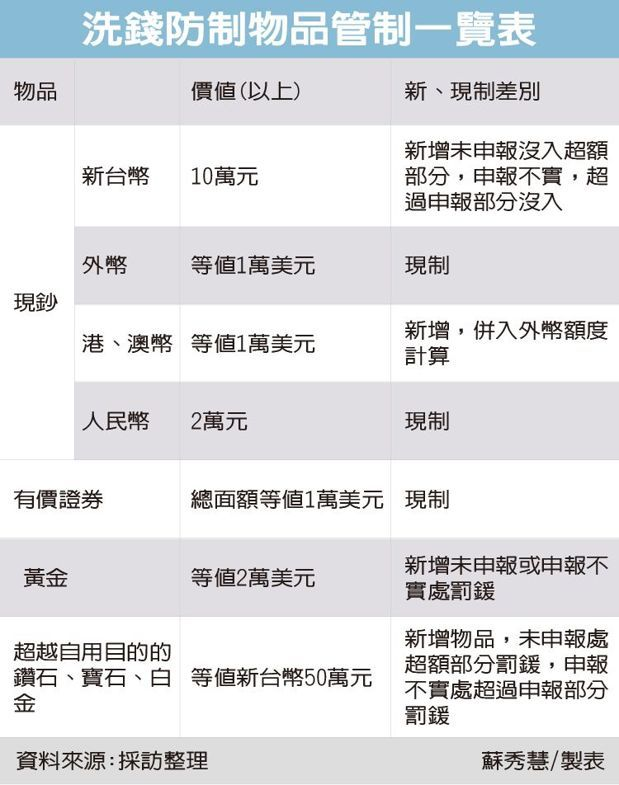 洗錢防制物品管制一覽表
物品 價值(以上) 新、現制差別
現鈔
新台幣 10萬元
新增未申報沒入超額
部分，申報不實，超
過申報部分沒入
外幣 等值1萬美元 現制
港、澳幣 等值1萬美元
新增，併入外幣額度
計算
人民幣 2萬元 現制
有價證券 總面額等值1萬美元 現制
黃金 等值2萬美元
新增未申報或申報不
實處罰鍰
超越自用目的的
鑽石、寶石、白
金
等值新台幣50萬元
新增物品，未申報處
超額部分罰鍰，申報
不實處超過申報部分
罰鍰
資料來源:採訪整理 蘇秀慧/製表